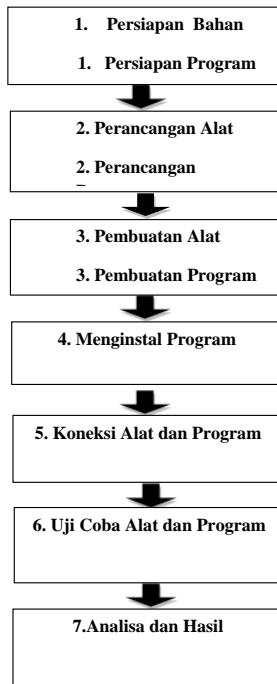 1. Persiapan Bahan
1. Persiapan Program
2. Perancangan Alat
2. Perancangan
3. Pembuatan Alat
3. Pembuatan Program
4. Menginstal Program
5. Koneksi Alat dan Program
6. Uji Coba Alat dan Program
7.Analisa dan Hasil